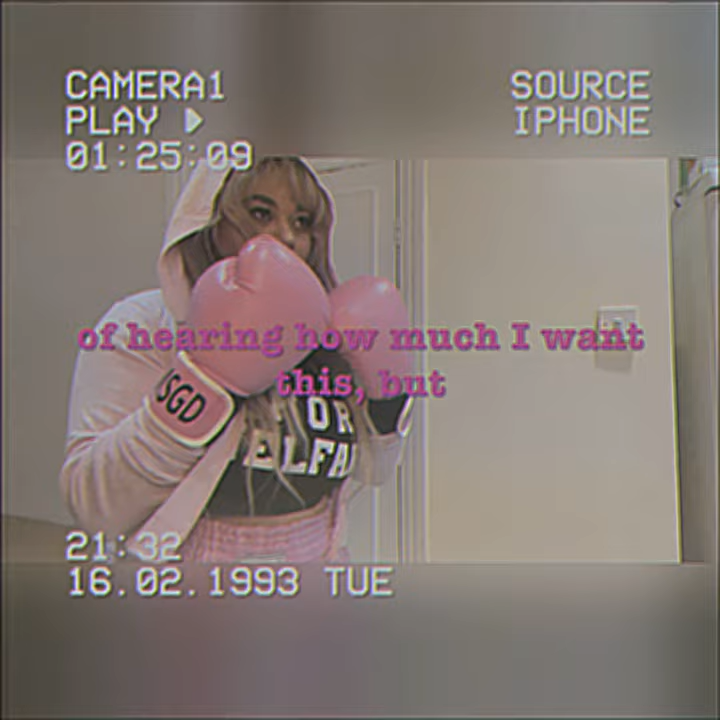 CAMERA1
PLAY
01:25:09
SOURCE
IPHONE
of hearing how much I want
this, but
SGD
21:32
16.02.1993 TUE